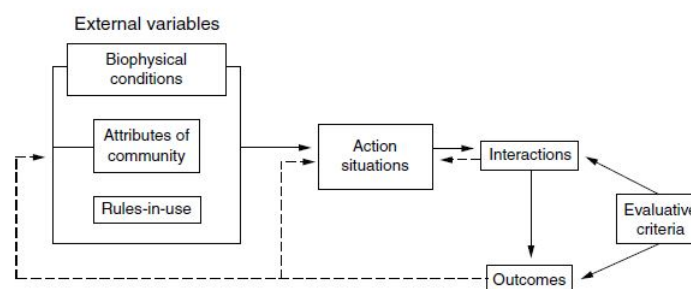 External variables
Biophysical
conditions
Attributes of
community
Rules-in-use
Action
situations
Interactions
Evaluative
criteria
Outcomes